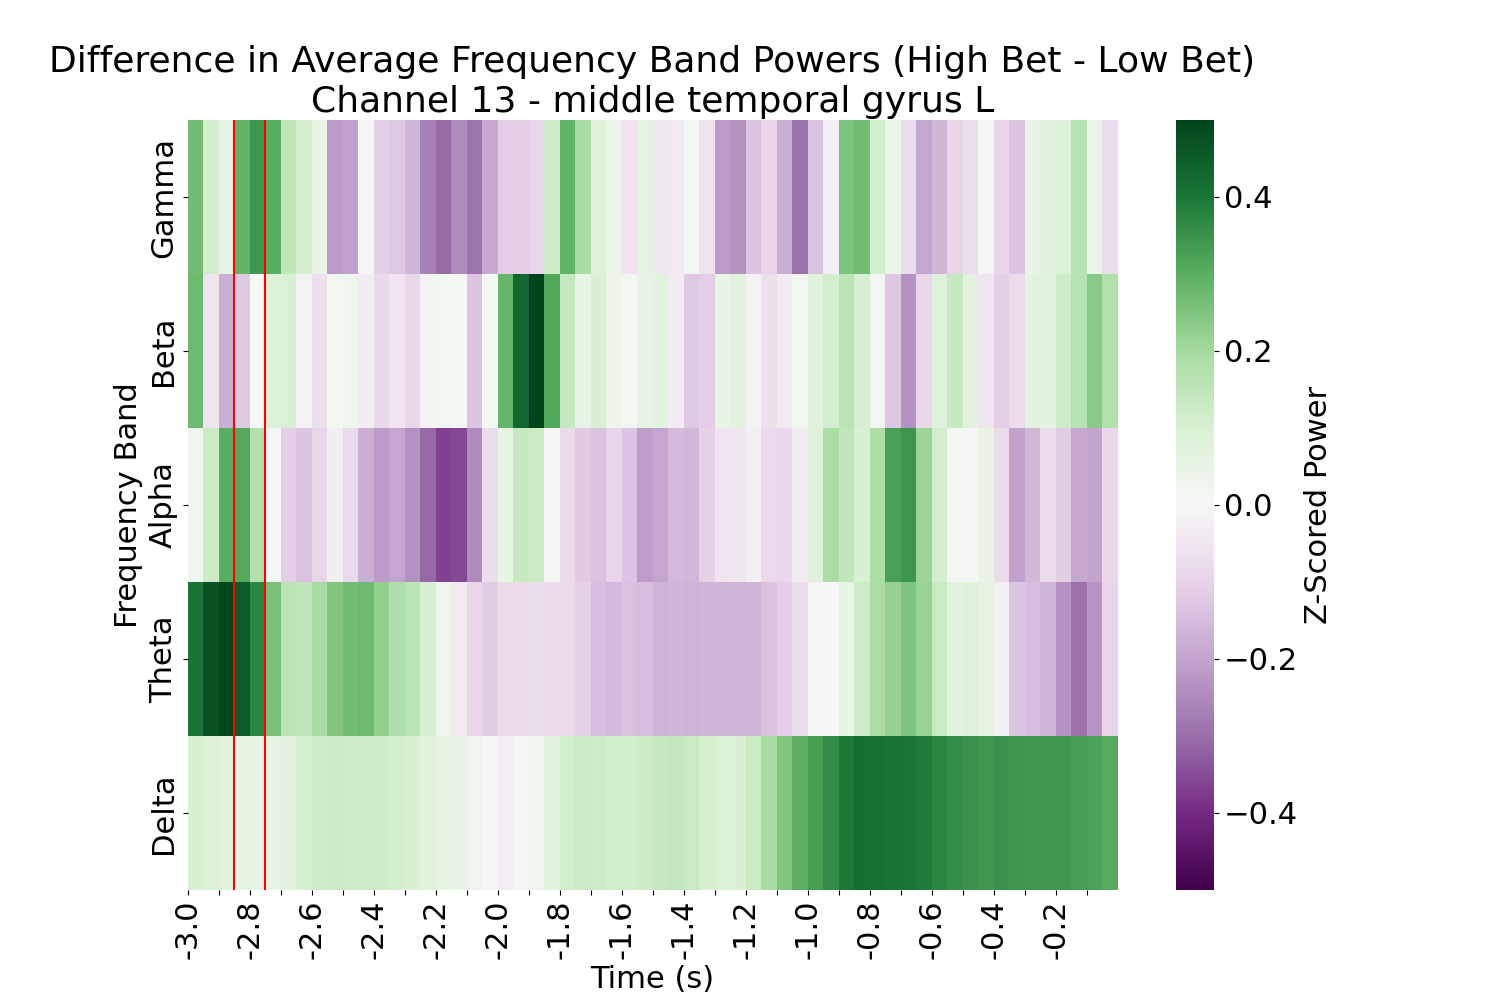 Difference in Average Frequency Band Powers (High Bet - Low Bet)
Channel 13 - middle temporal gyrus L
Frequency Band
Gamma
Beta
Alpha
Theta
Delta
-3.0 -2.8 -2.6 -2.4 -2.2 -2.0 -1.8 -1.6 -1.4 -1.2 -1.0 -0.8 -0.6 -0.4 -0.2
Time (s)
0.4
0.2
0.0
−0.2
−0.4
Z-Scored Power